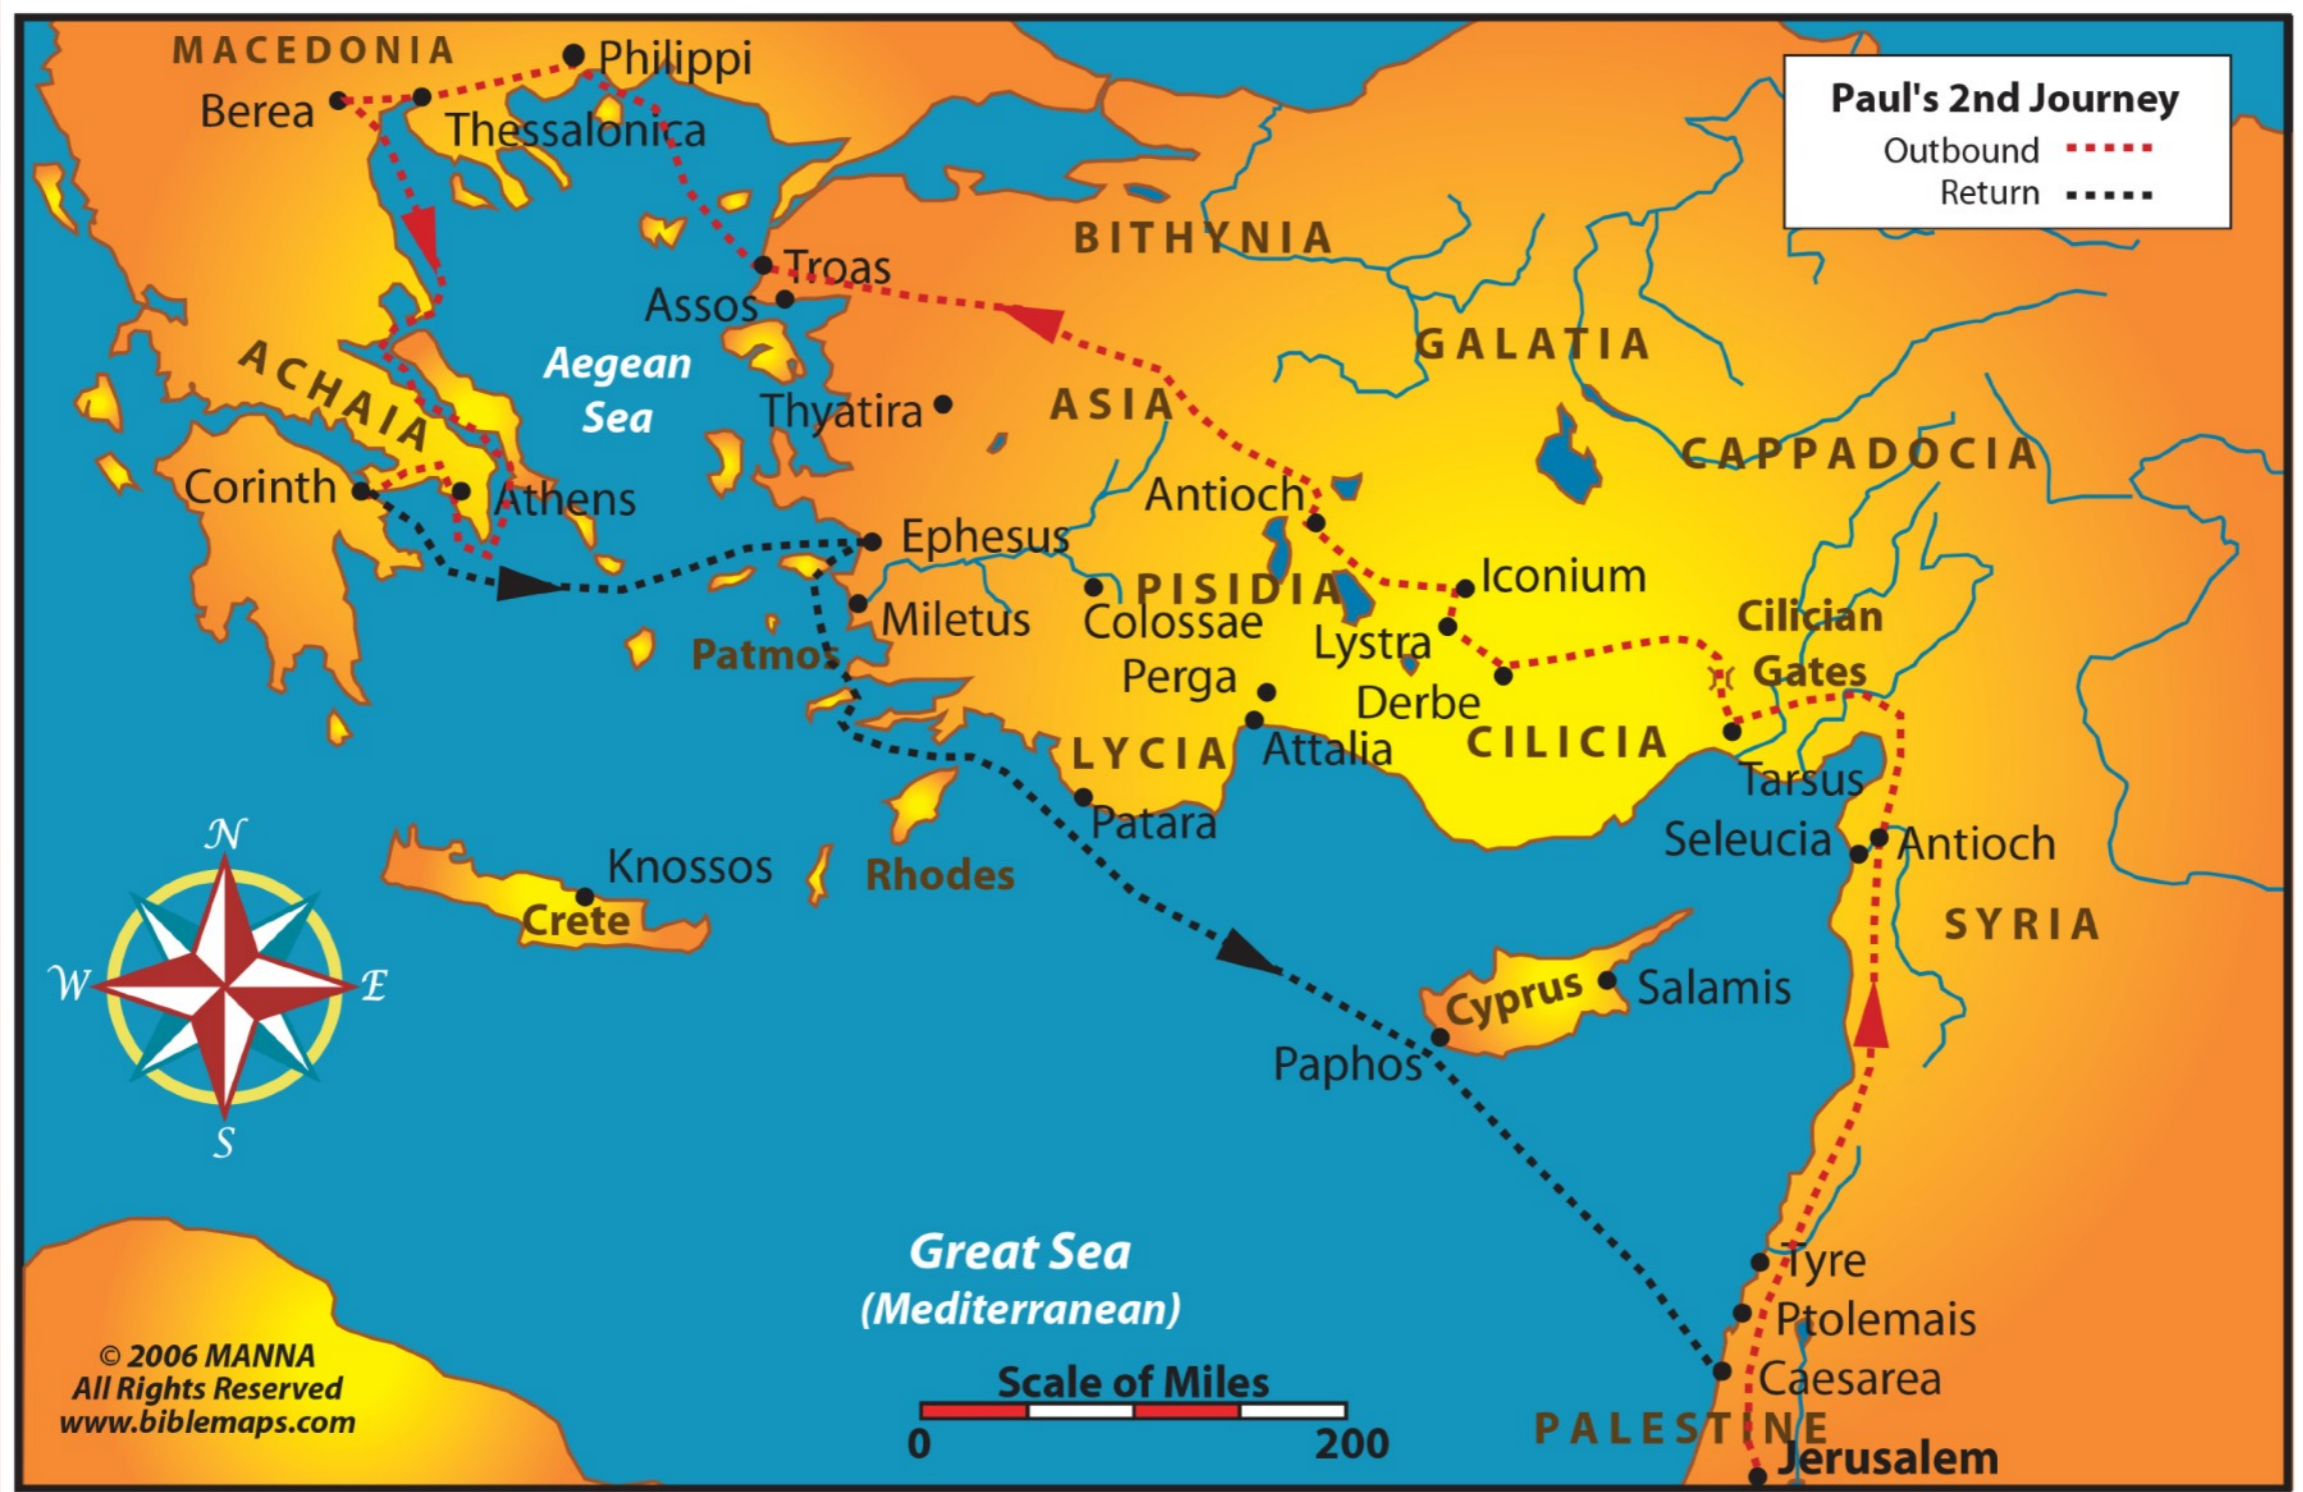 MACEDONIA
Philippi
Berea
Thessalonica
Paul's 2nd Journey
Outbound
Return
BITHYNIA
Troas
Assos
GALATIA
ACHAIA
Aegean
Sea
Thyatira
ASIA
CAPPADOCIA
Corinth
Athens
Antioch
Ephesus
PISIDIA
Iconium
Miletus
Colossae
Cilician
Gates
Lystra
Patmos
Perga
Derbe
LYCIA
Attalia
CILICIA
Tarsus
Patara
Seleucia
Antioch
N
W
E
S
Knossos
Crete
Rhodes
SYRIA
Cyprus
Salamis
Paphos
Great Sea
(Mediterranean)
Tyre
Ptolemais
Caesarea
PALESTINE
Jerusalem
Scale of Miles
0
200
© 2006 MANNA
All Rights Reserved
www.biblemaps.com